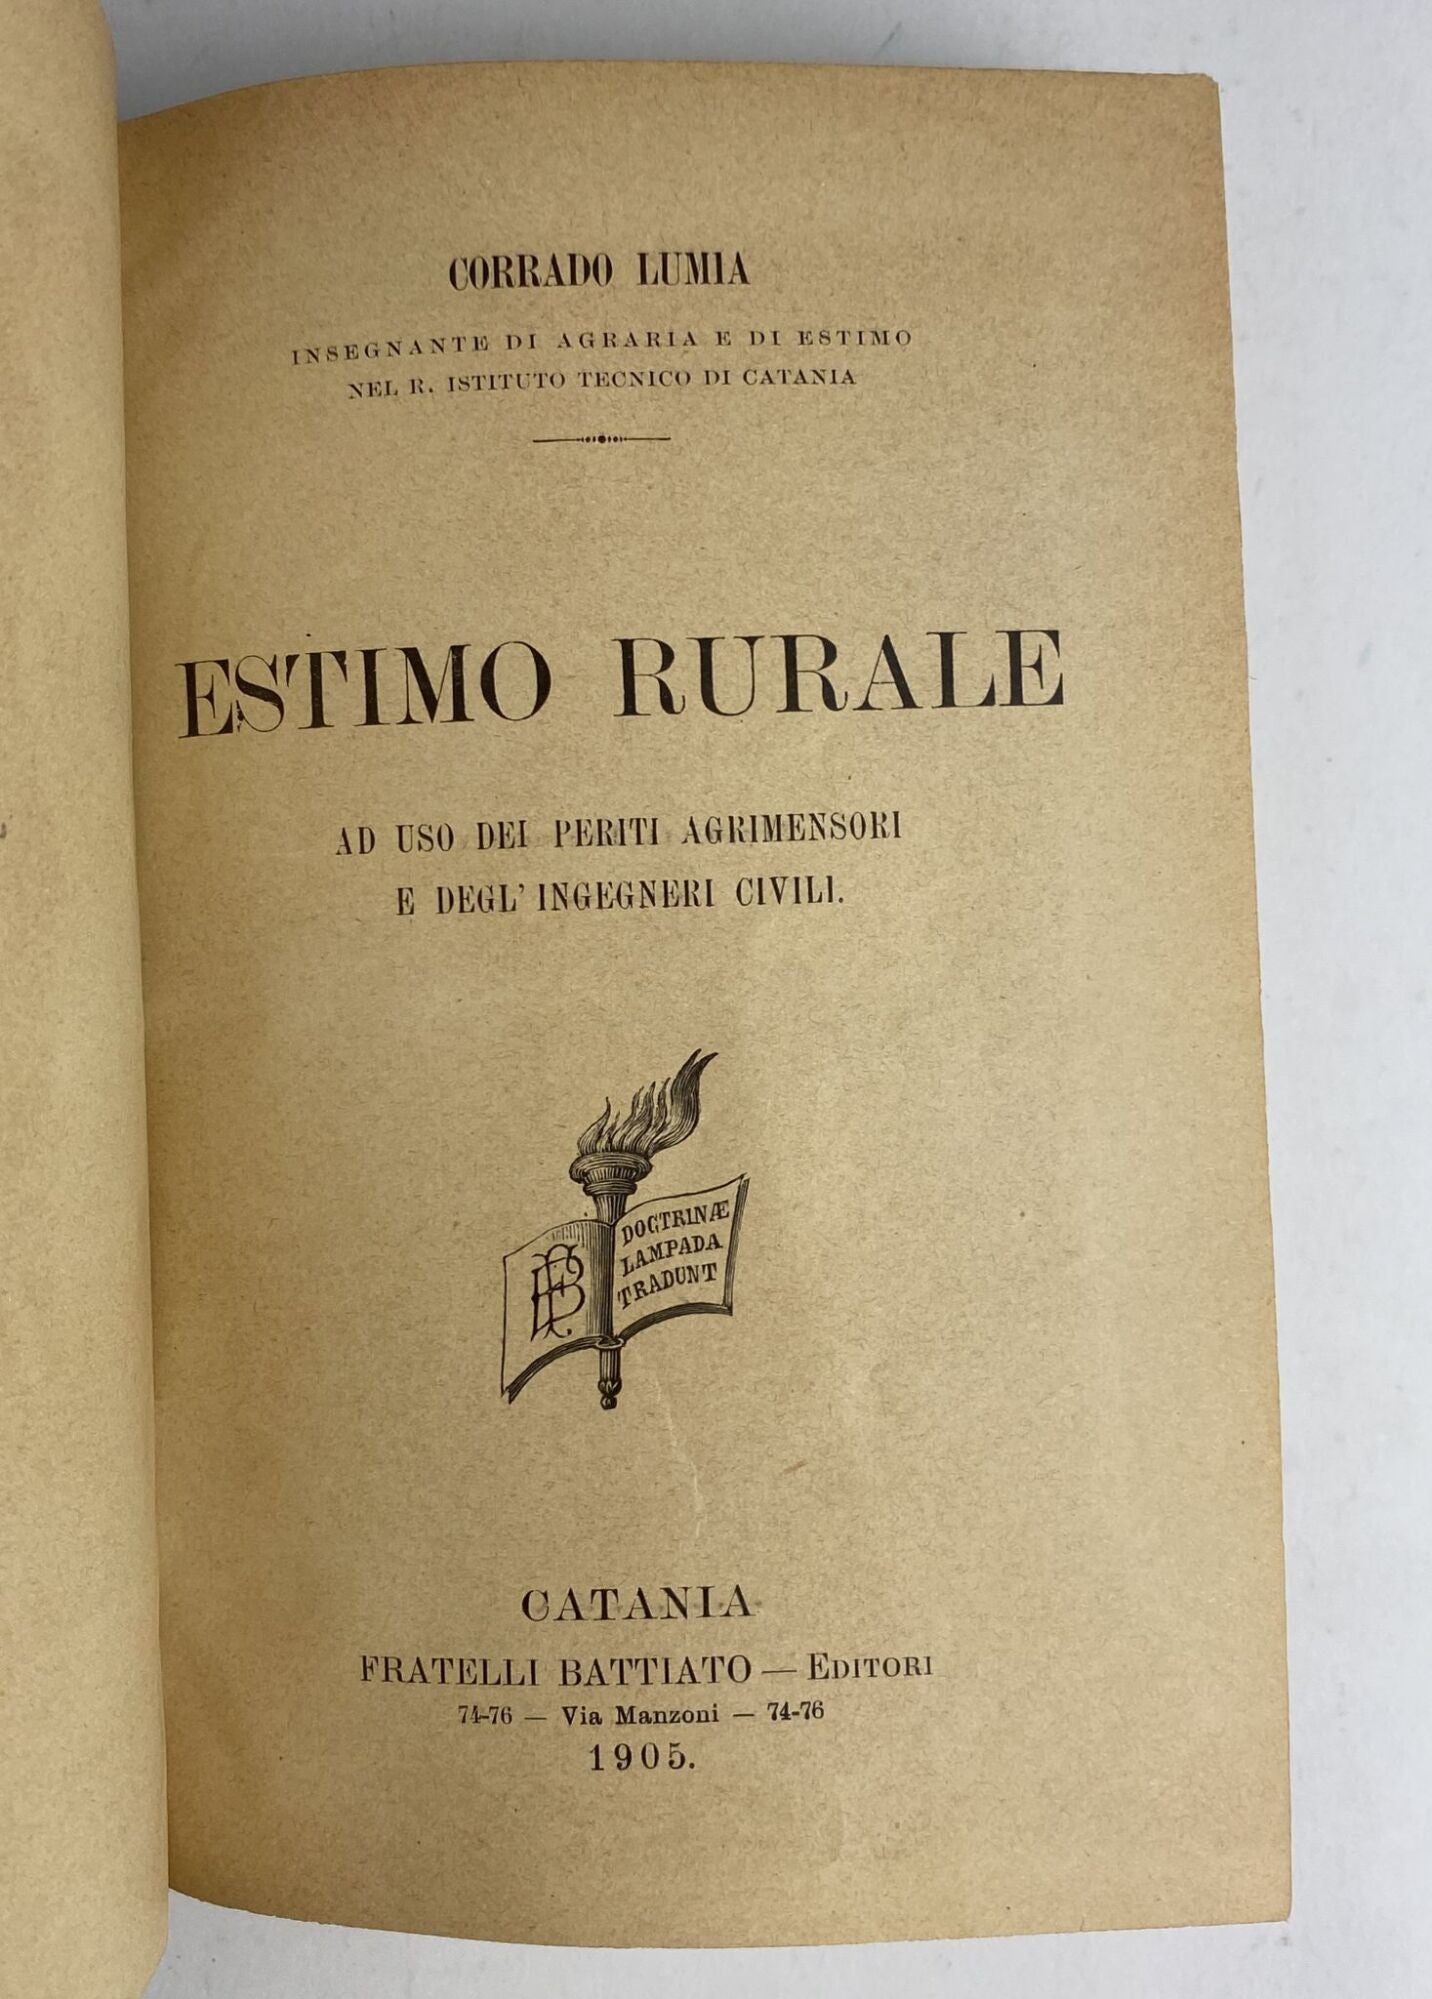 CORRADO LUMIA
INSEGNANTE DI AGRARIA E DI ESTIMO
NEL R. ISTITUTO TECNICO DI CATANIA
ESTIMO RURALE
AD USO DEI PERITI AGRIMENSORI
E DEGL' INGEGNERI CIVILI.
DOCTRINÆ
LAMPADA
TRADUNT
CATANIA
FRATELLI BATTIATO — EDITORI
74-76 — Via Manzoni — 74-76
1905.